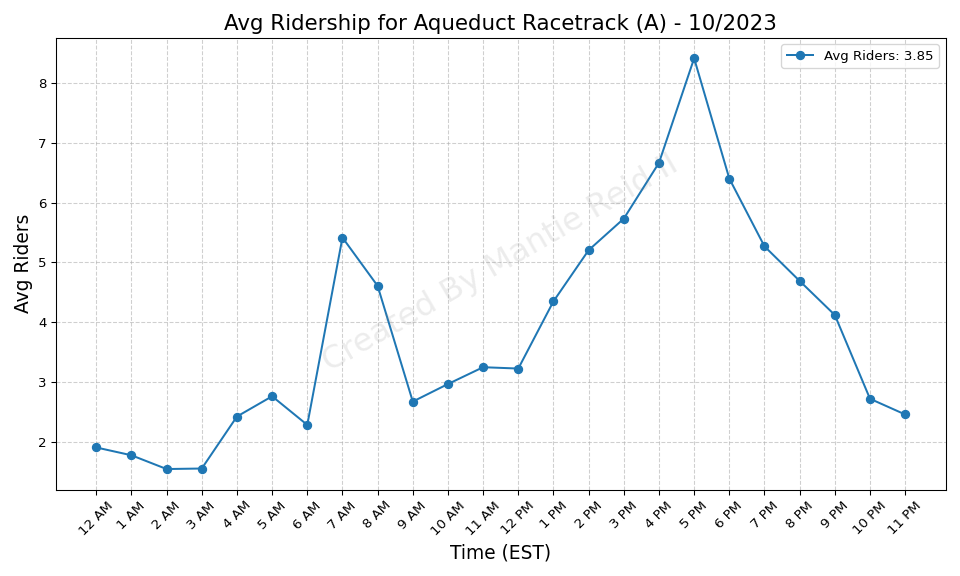 Avg Ridership for Aqueduct Racetrack (A) - 10/2023
Avg Riders: 3.85
Avg Riders
8
7
6
5
4
3
2
Created By Mantie Reid II
12 AM
1 AM
2 AM
3 AM
4 AM
5 AM
6 AM
7 AM
8 AM
9 AM
10 AM
11 AM
12 PM
1 PM
2 PM
3 PM
4 PM
5 PM
6 PM
7 PM
8 PM
9 PM
10 PM
11 PM
Time (EST)